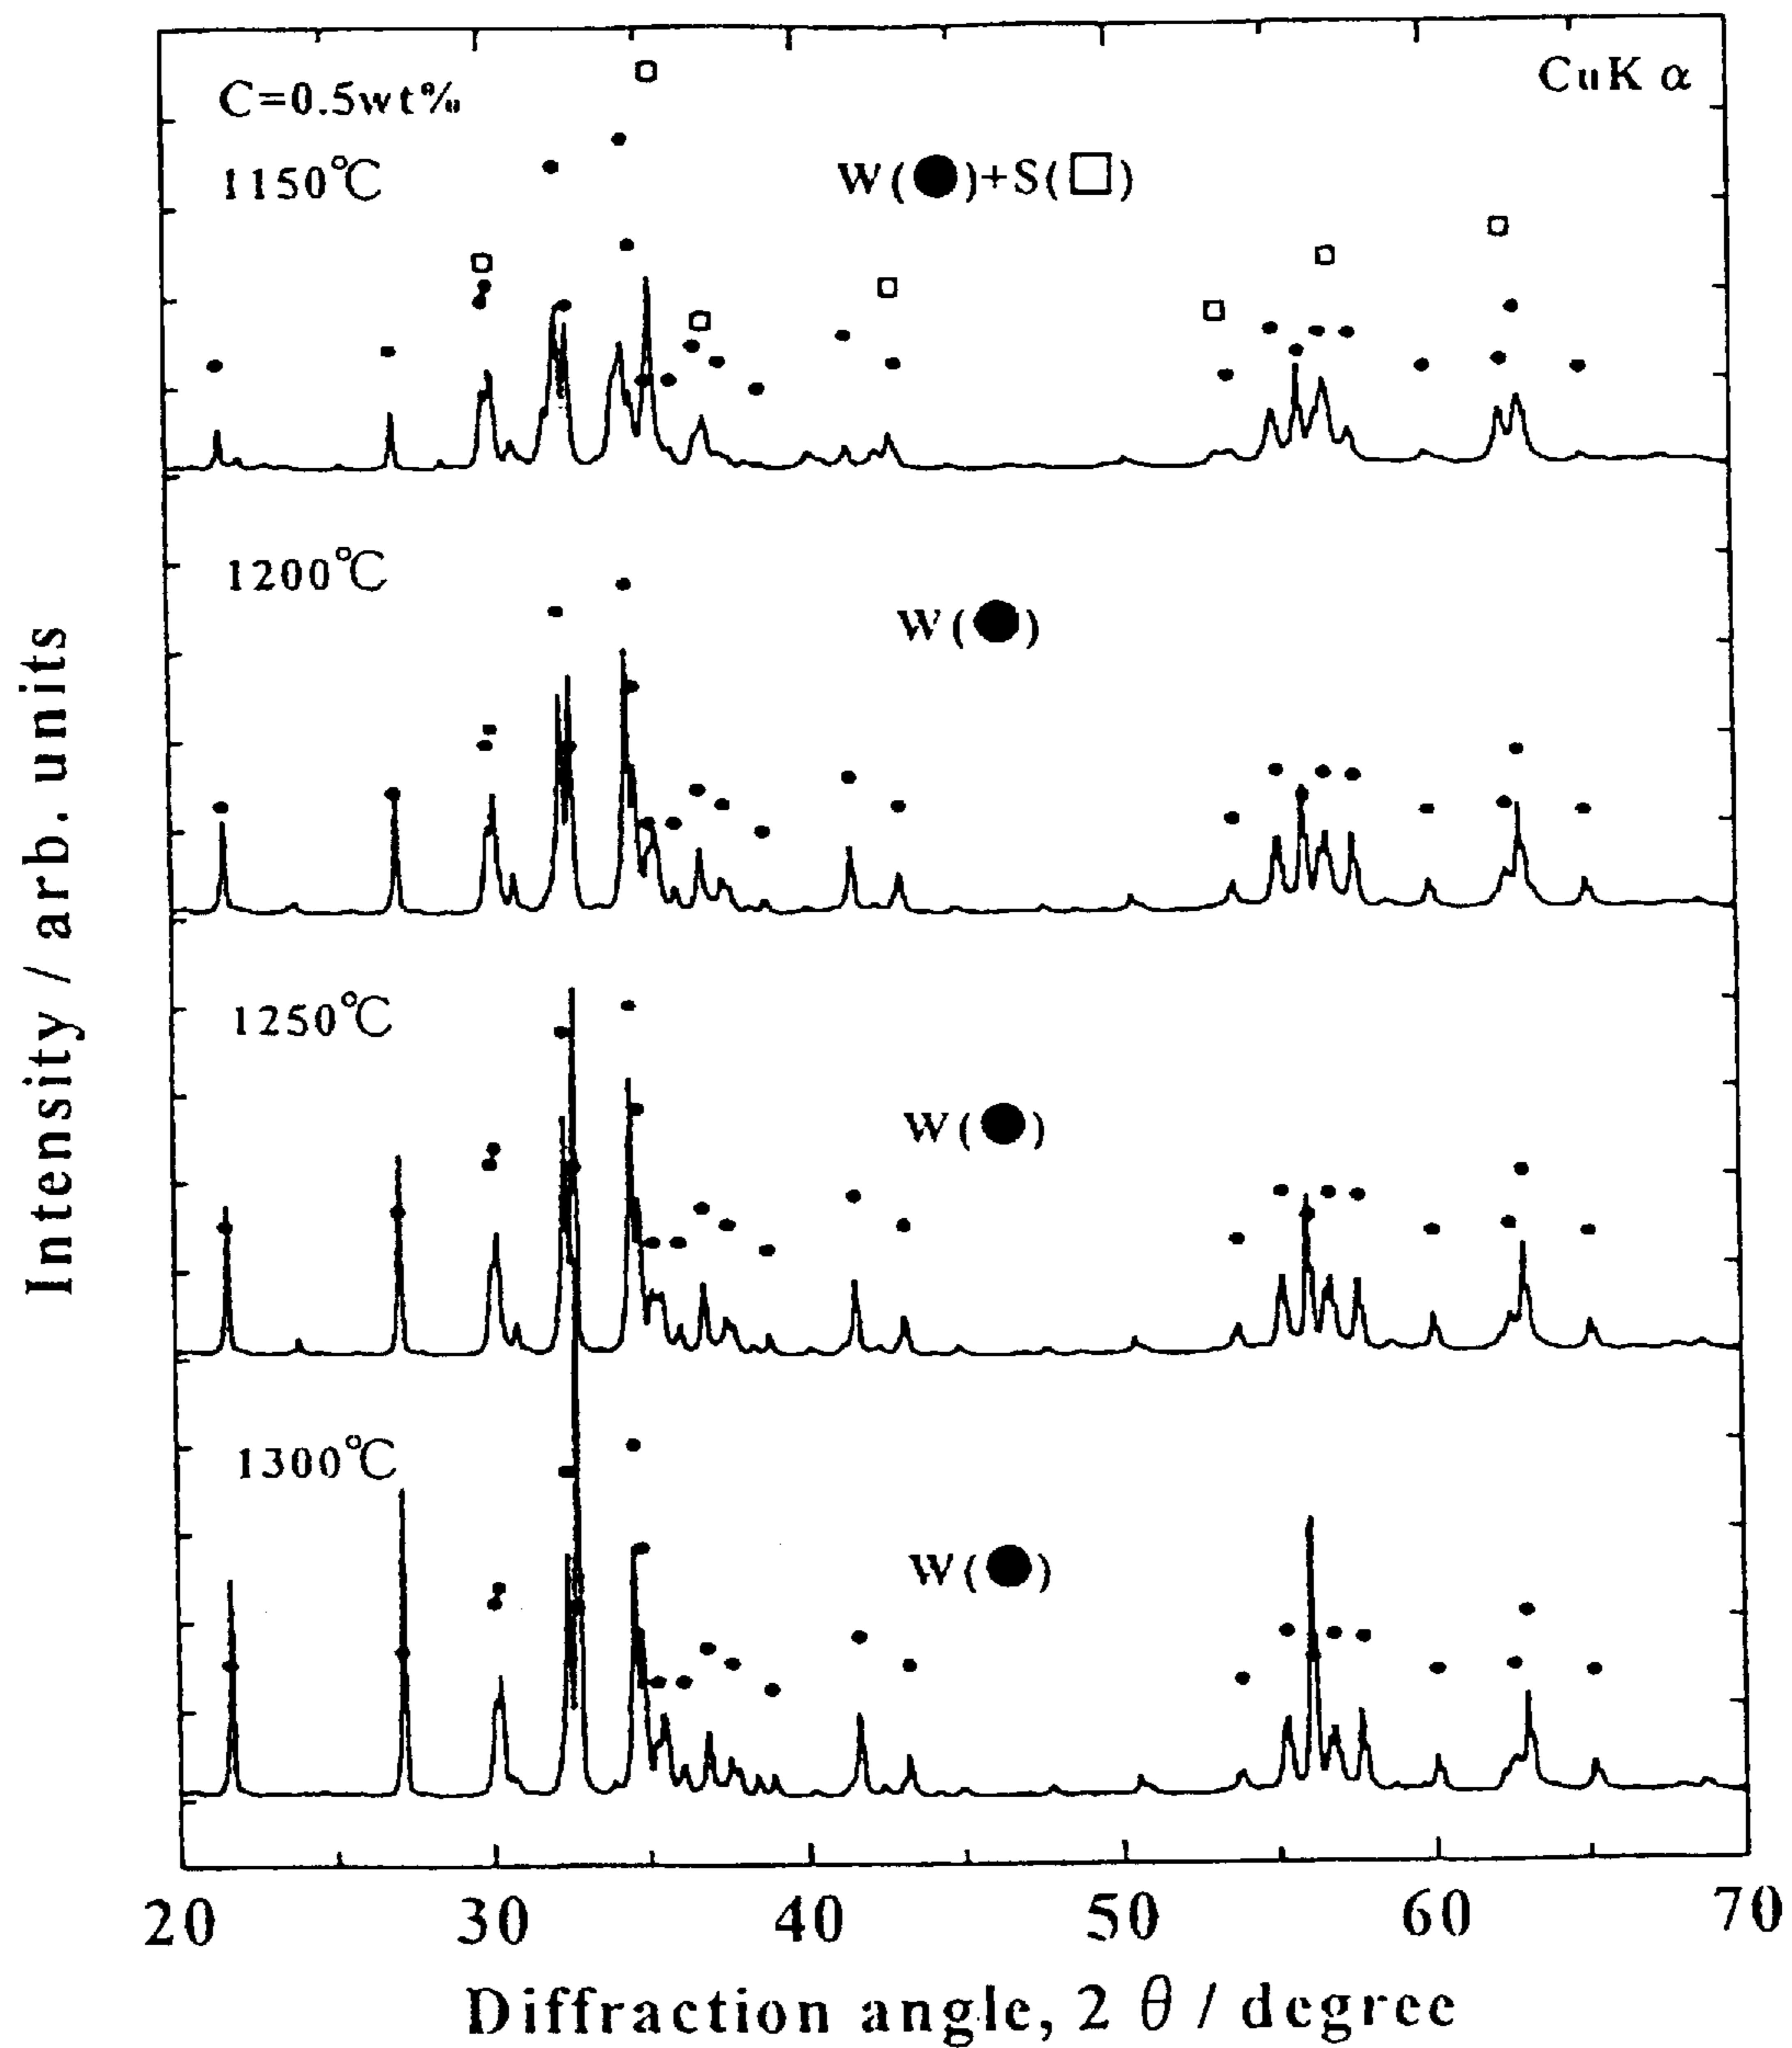 C=0.5wt%
CuK α
1150℃
W(●)+S(□)
1200℃
W(●)
1250℃
W(●)
1300℃
W(●)
Intensity / arb. units
20 30 40 50 60 70
Diffraction angle, 2 θ / degree